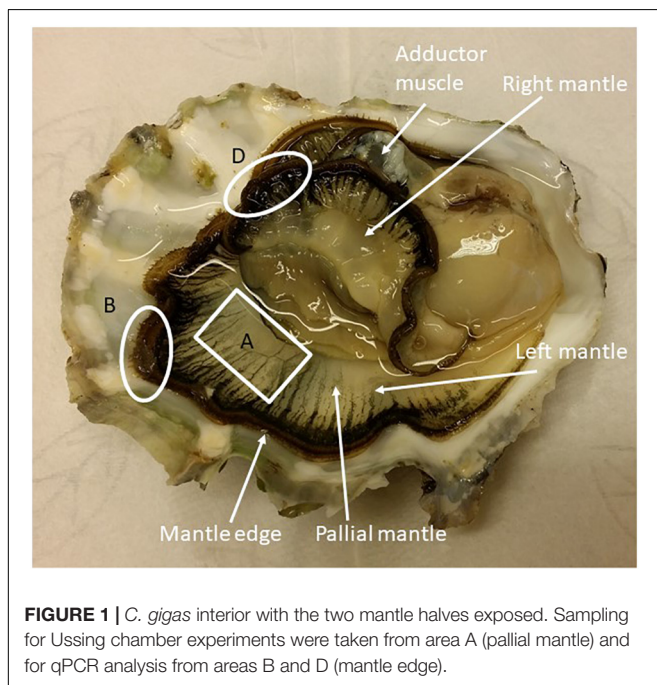 Adductor
muscle
Right mantle
D
B
A
Left mantle
Mantle edge
Pallial mantle
FIGURE 1 | C. gigas interior with the two mantle halves exposed. Sampling
for Ussing chamber experiments were taken from area A (pallial mantle) and
for qPCR analysis from areas B and D (mantle edge).